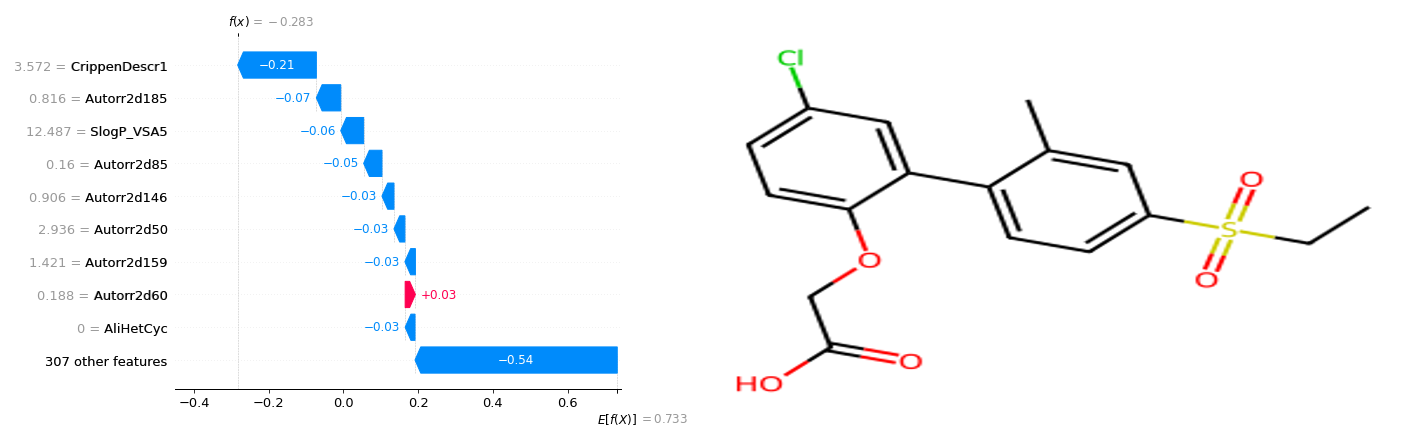 f(x) = −0.283
3.572 = CrippenDescr1
−0.21
0.816 = Autorr2d185
−0.07
12.487 = SlogP_VSA5
−0.06
0.16 = Autorr2d85
−0.05
0.906 = Autorr2d146
−0.03
2.936 = Autorr2d50
−0.03
1.421 = Autorr2d159
−0.03
0.188 = Autorr2d60
+0.03
0 = AliHetCyc
−0.03
307 other features
−0.54
−0.4 −0.2 0.0 0.2 0.4 0.6
E[f(X)] = 0.733
Cl
O
S
O
O
O
HO